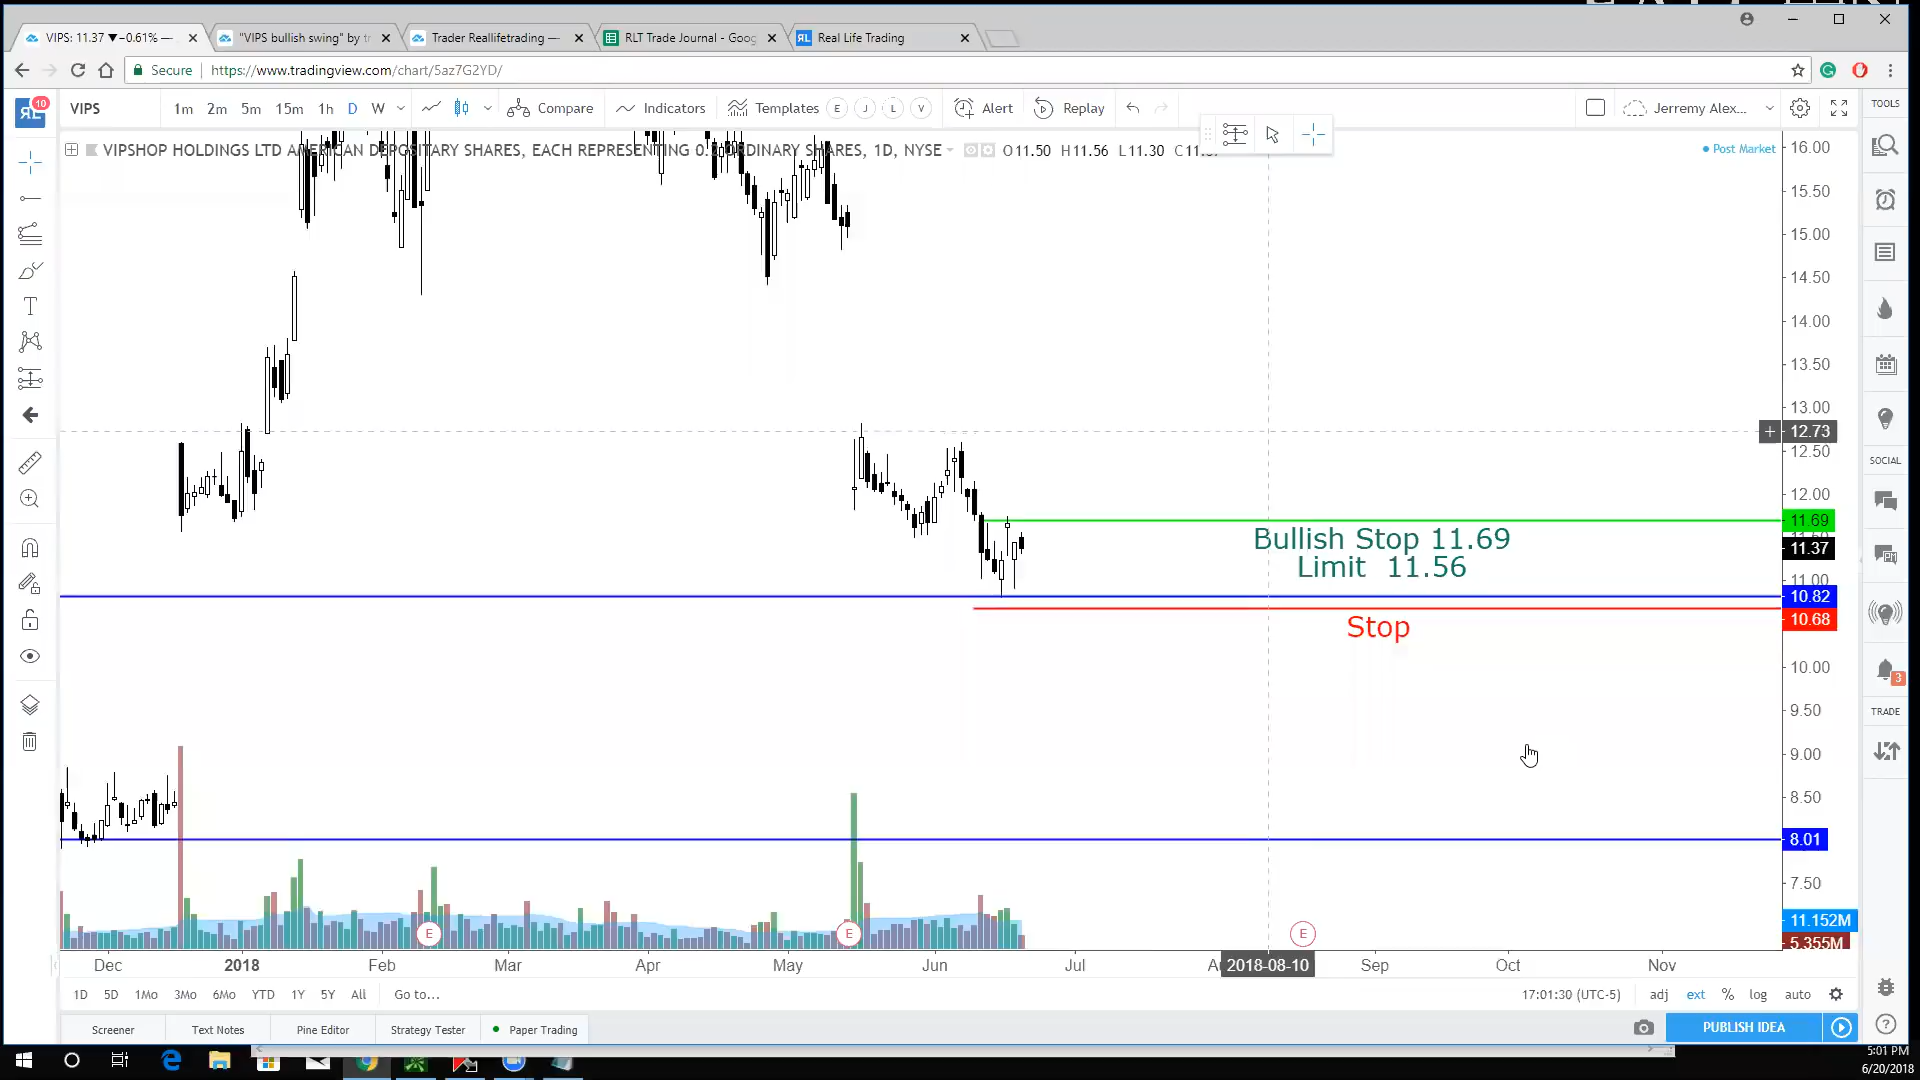 VIPS: 11.37 ▼−0.61% —
"VIPS bullish swing" by tr
Trader Reallifetrading —
RLT Trade Journal - Goog
Real Life Trading
Secure
https://www.tradingview.com/chart/5az7G2YD/
10
VIPS
1m 2m 5m 15m 1h D W
Compare
Indicators
Templates E J L V
Alert
Replay
Jerremy Alex...
TOOLS
VIPSHOP HOLDINGS LTD AMERICAN DEPOSITARY SHARES, EACH REPRESENTING 0.2 ORDINARY SHARES, 1D, NYSE
O11.50 H11.56 L11.30
Post Market
16.00
15.50
15.00
14.50
14.00
13.50
13.00
12.73
12.50
12.00
11.69
11.37
11.00
10.82
10.68
10.00
9.50
9.00
8.50
8.01
7.50
11.152M
5.355M
Bullish Stop 11.69
Limit 11.56
Stop
SOCIAL
3
TRADE
E E E
Dec 2018 Feb Mar Apr May Jun Jul 2018-08-10 Sep Oct Nov
1D 5D 1Mo 3Mo 6Mo YTD 1Y 5Y All Go to...
17:01:30 (UTC-5) adj ext % log auto
Screener Text Notes Pine Editor Strategy Tester Paper Trading
PUBLISH IDEA
5:01 PM
6/20/2018